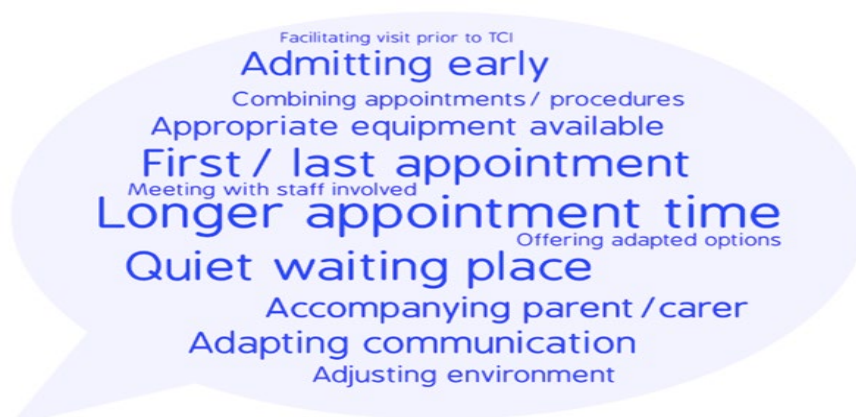 Facilitating visit prior to TCI
Admitting early
Combining appointments / procedures
Appropriate equipment available
First / last appointment
Meeting with staff involved
Longer appointment time
Offering adapted options
Quiet waiting place
Accompanying parent / carer
Adapting communication
Adjusting environment